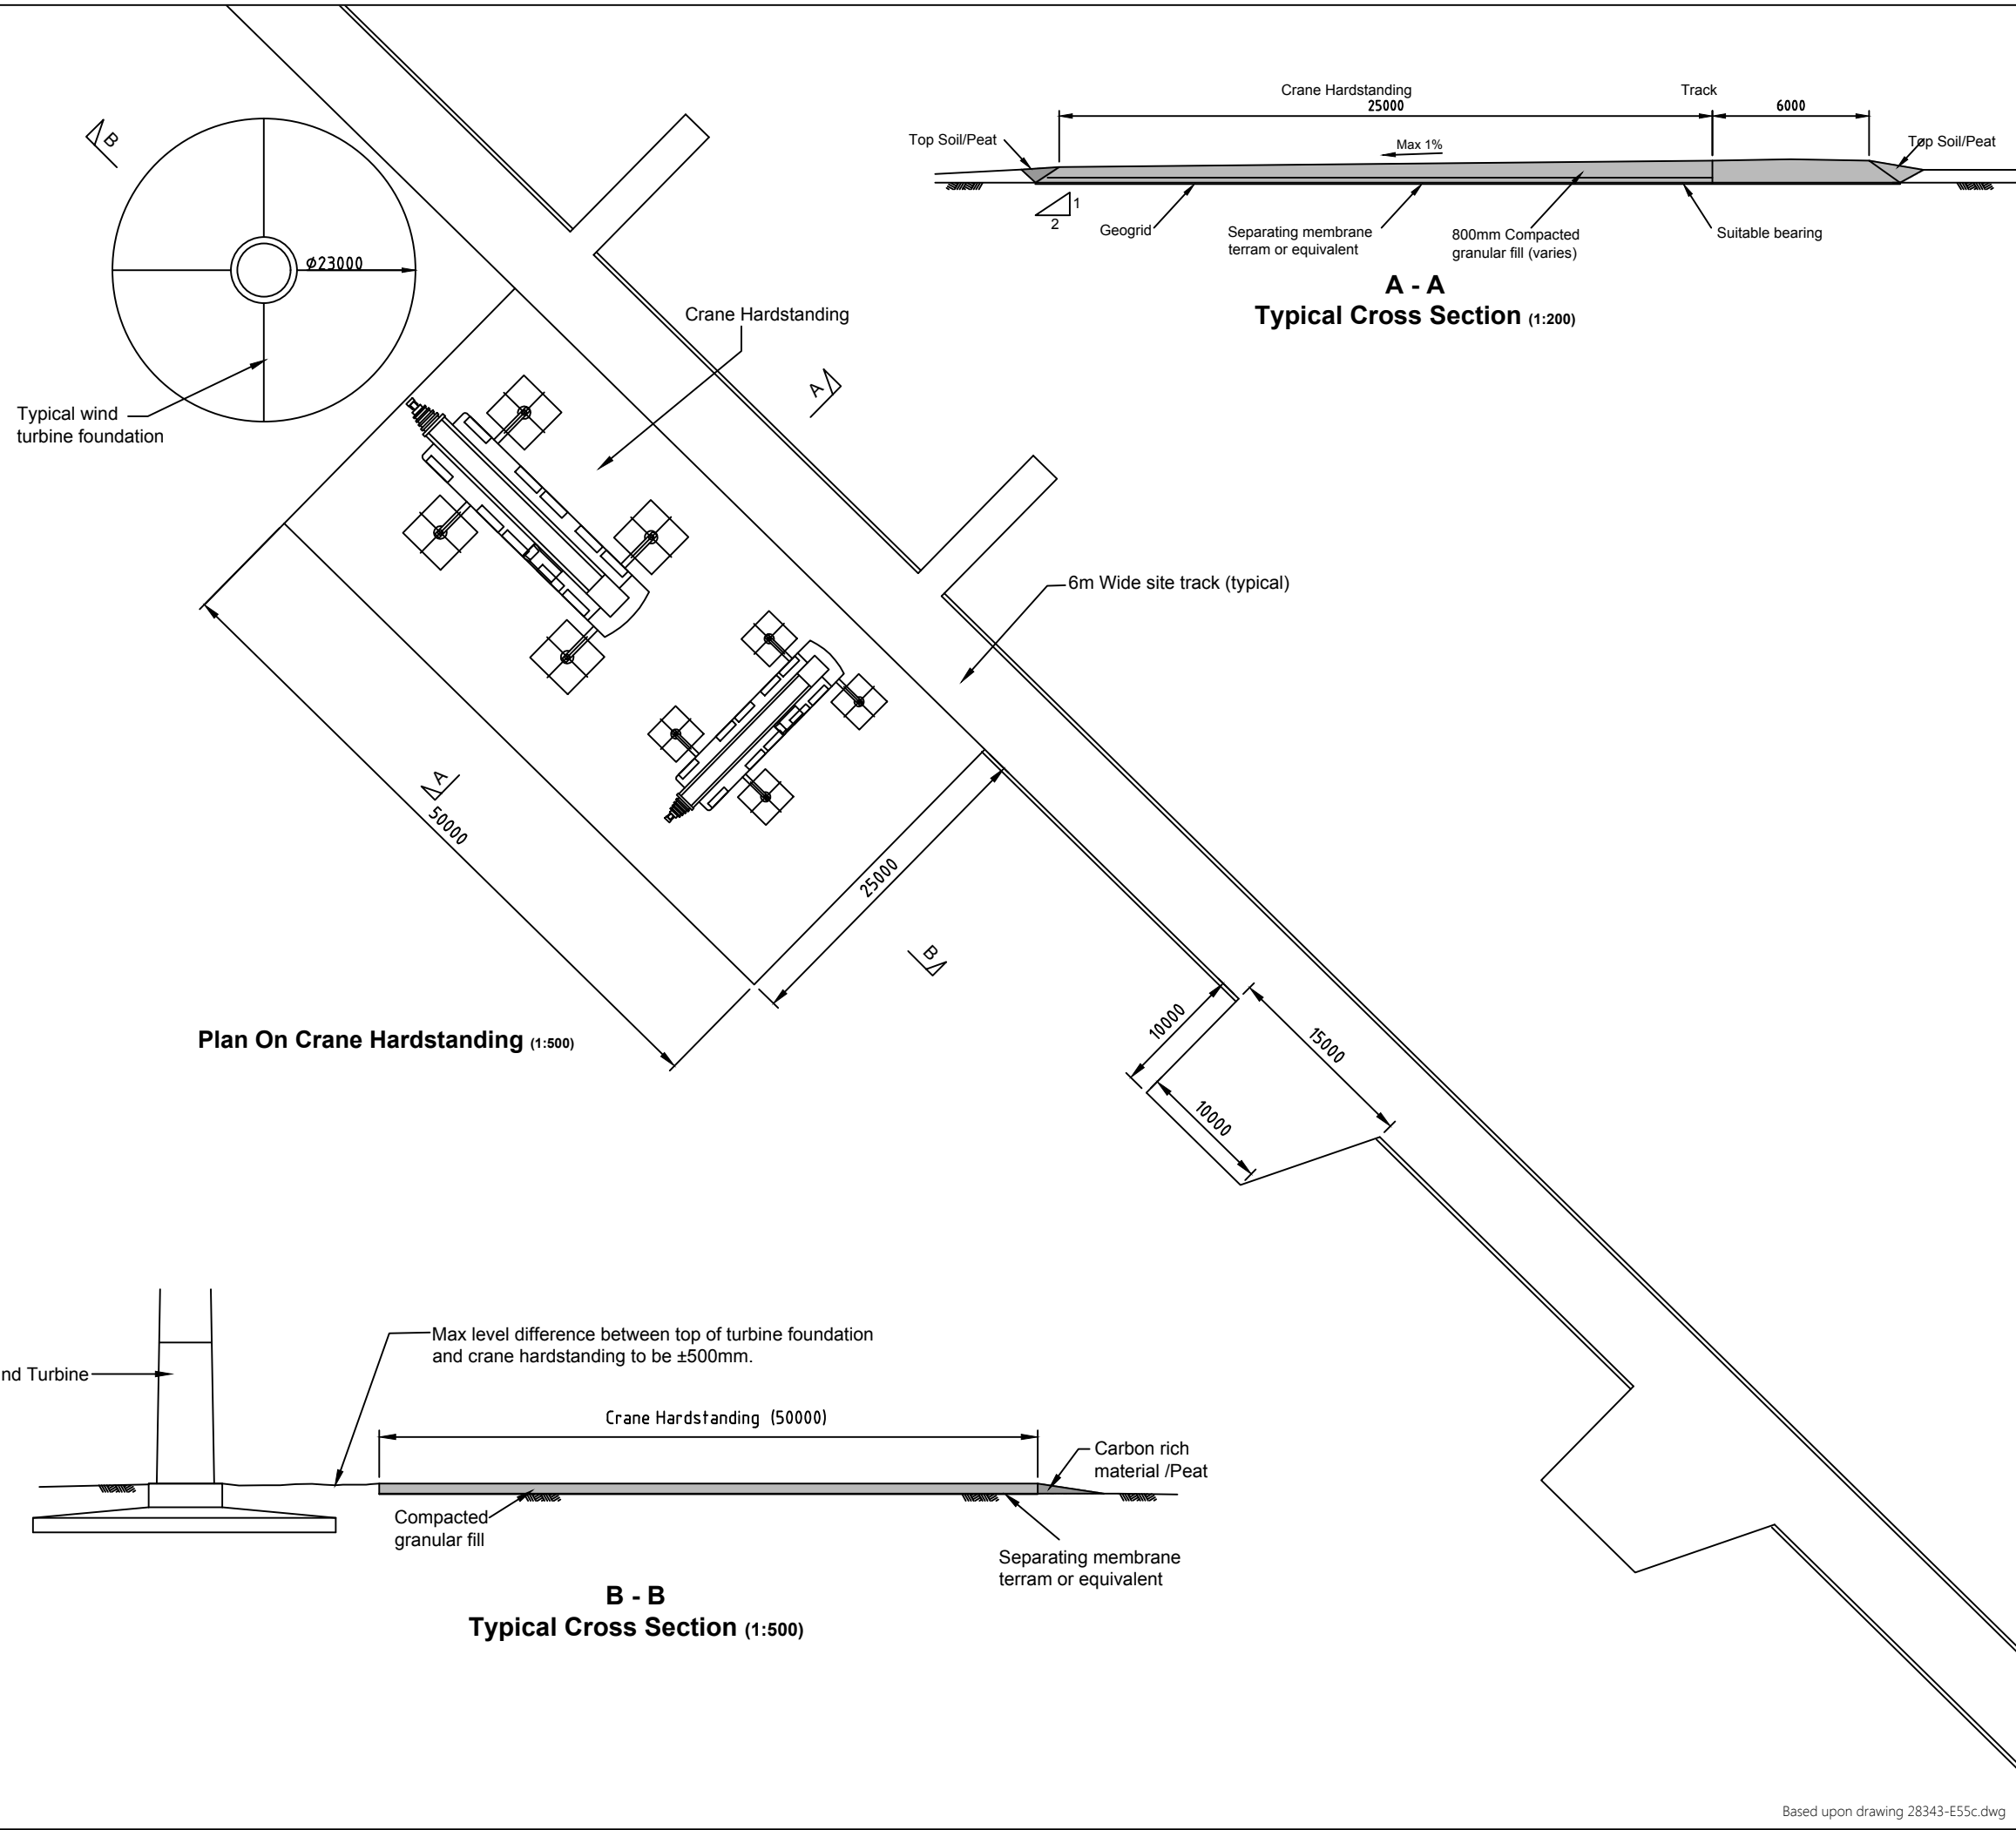 Crane Hardstanding
25000
Track
6000
Top Soil/Peat
Max 1%
Top Soil/Peat
1
2
Geogrid
Separating membrane
terram or equivalent
800mm Compacted
granular fill (varies)
Suitable bearing
A - A
Typical Cross Section (1:200)
B
ø23000
Typical wind
turbine foundation
Crane Hardstanding
A
6m Wide site track (typical)
A
50000
25000
B
10000
15000
10000
Plan On Crane Hardstanding (1:500)
nd Turbine
Max level difference between top of turbine foundation
and crane hardstanding to be ±500mm.
Crane Hardstanding (50000)
Carbon rich
material /Peat
Compacted
granular fill
Separating membrane
terram or equivalent
B - B
Typical Cross Section (1:500)
Based upon drawing 28343-E55c.dwg